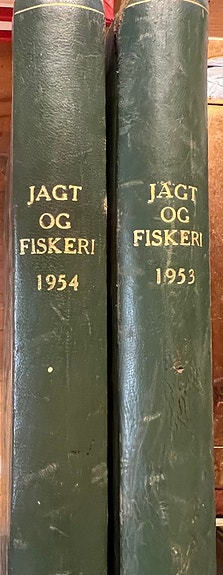 JAGT
OG
FISKERI
1954
JAGT
OG
FISKERI
1953